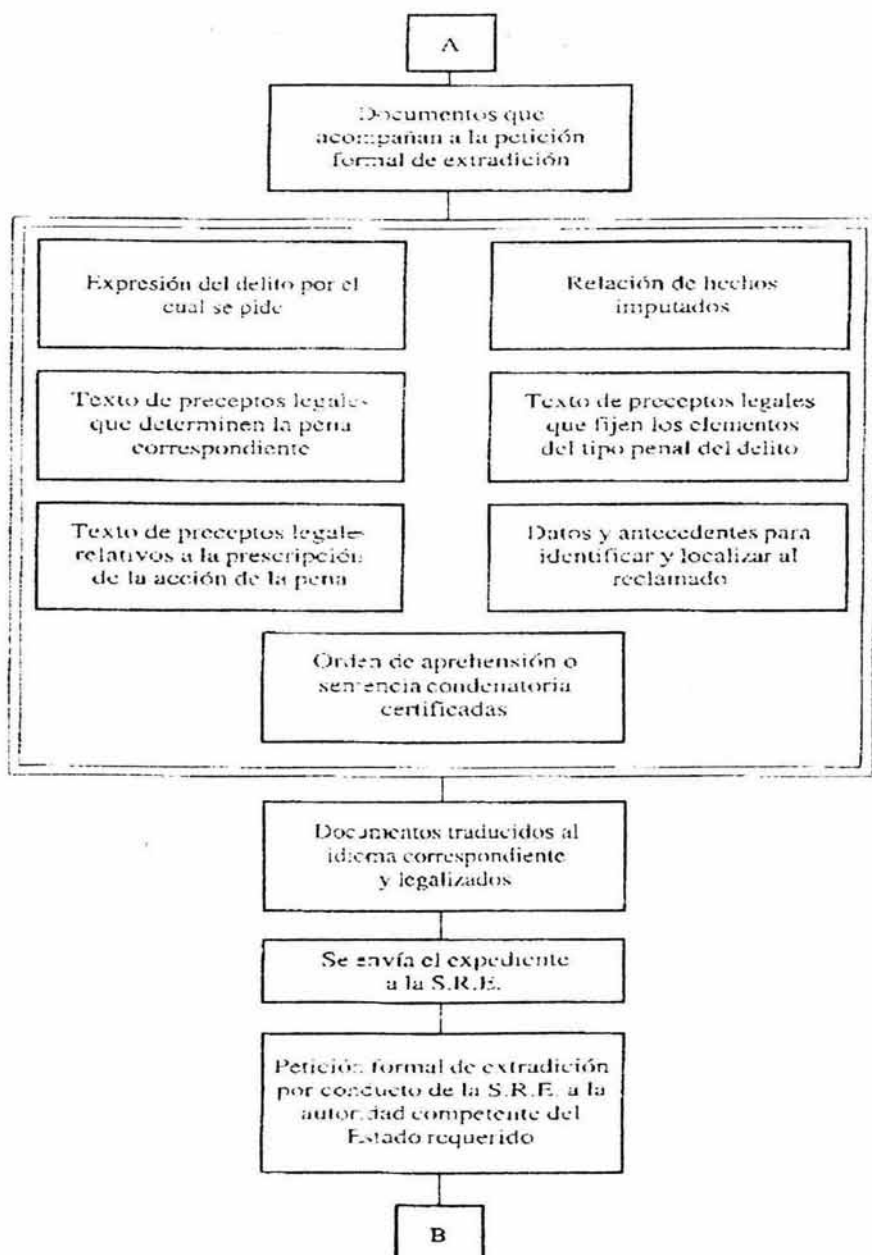 A
Documentos que
acompañan a la petición
formal de extradición
Expresión del delito por el
cual se pide
Relación de hechos
imputados
Texto de preceptos legales
que determinen la pena
correspondiente
Texto de preceptos legales
que fijen los elementos
del tipo penal del delito
Texto de preceptos legales
relativos a la prescripción
de la acción de la pena
Datos y antecedentes para
identificar y localizar al
reclamado
Orden de aprehensión o
sentencia condenatoria
certificadas
Documentos traducidos al
idioma correspondiente
y legalizados
Se envía el expediente
a la S.R.E.
Petición formal de extradición
por conducto de la S.R.E. a la
autoridad competente del
Estado requerido
B